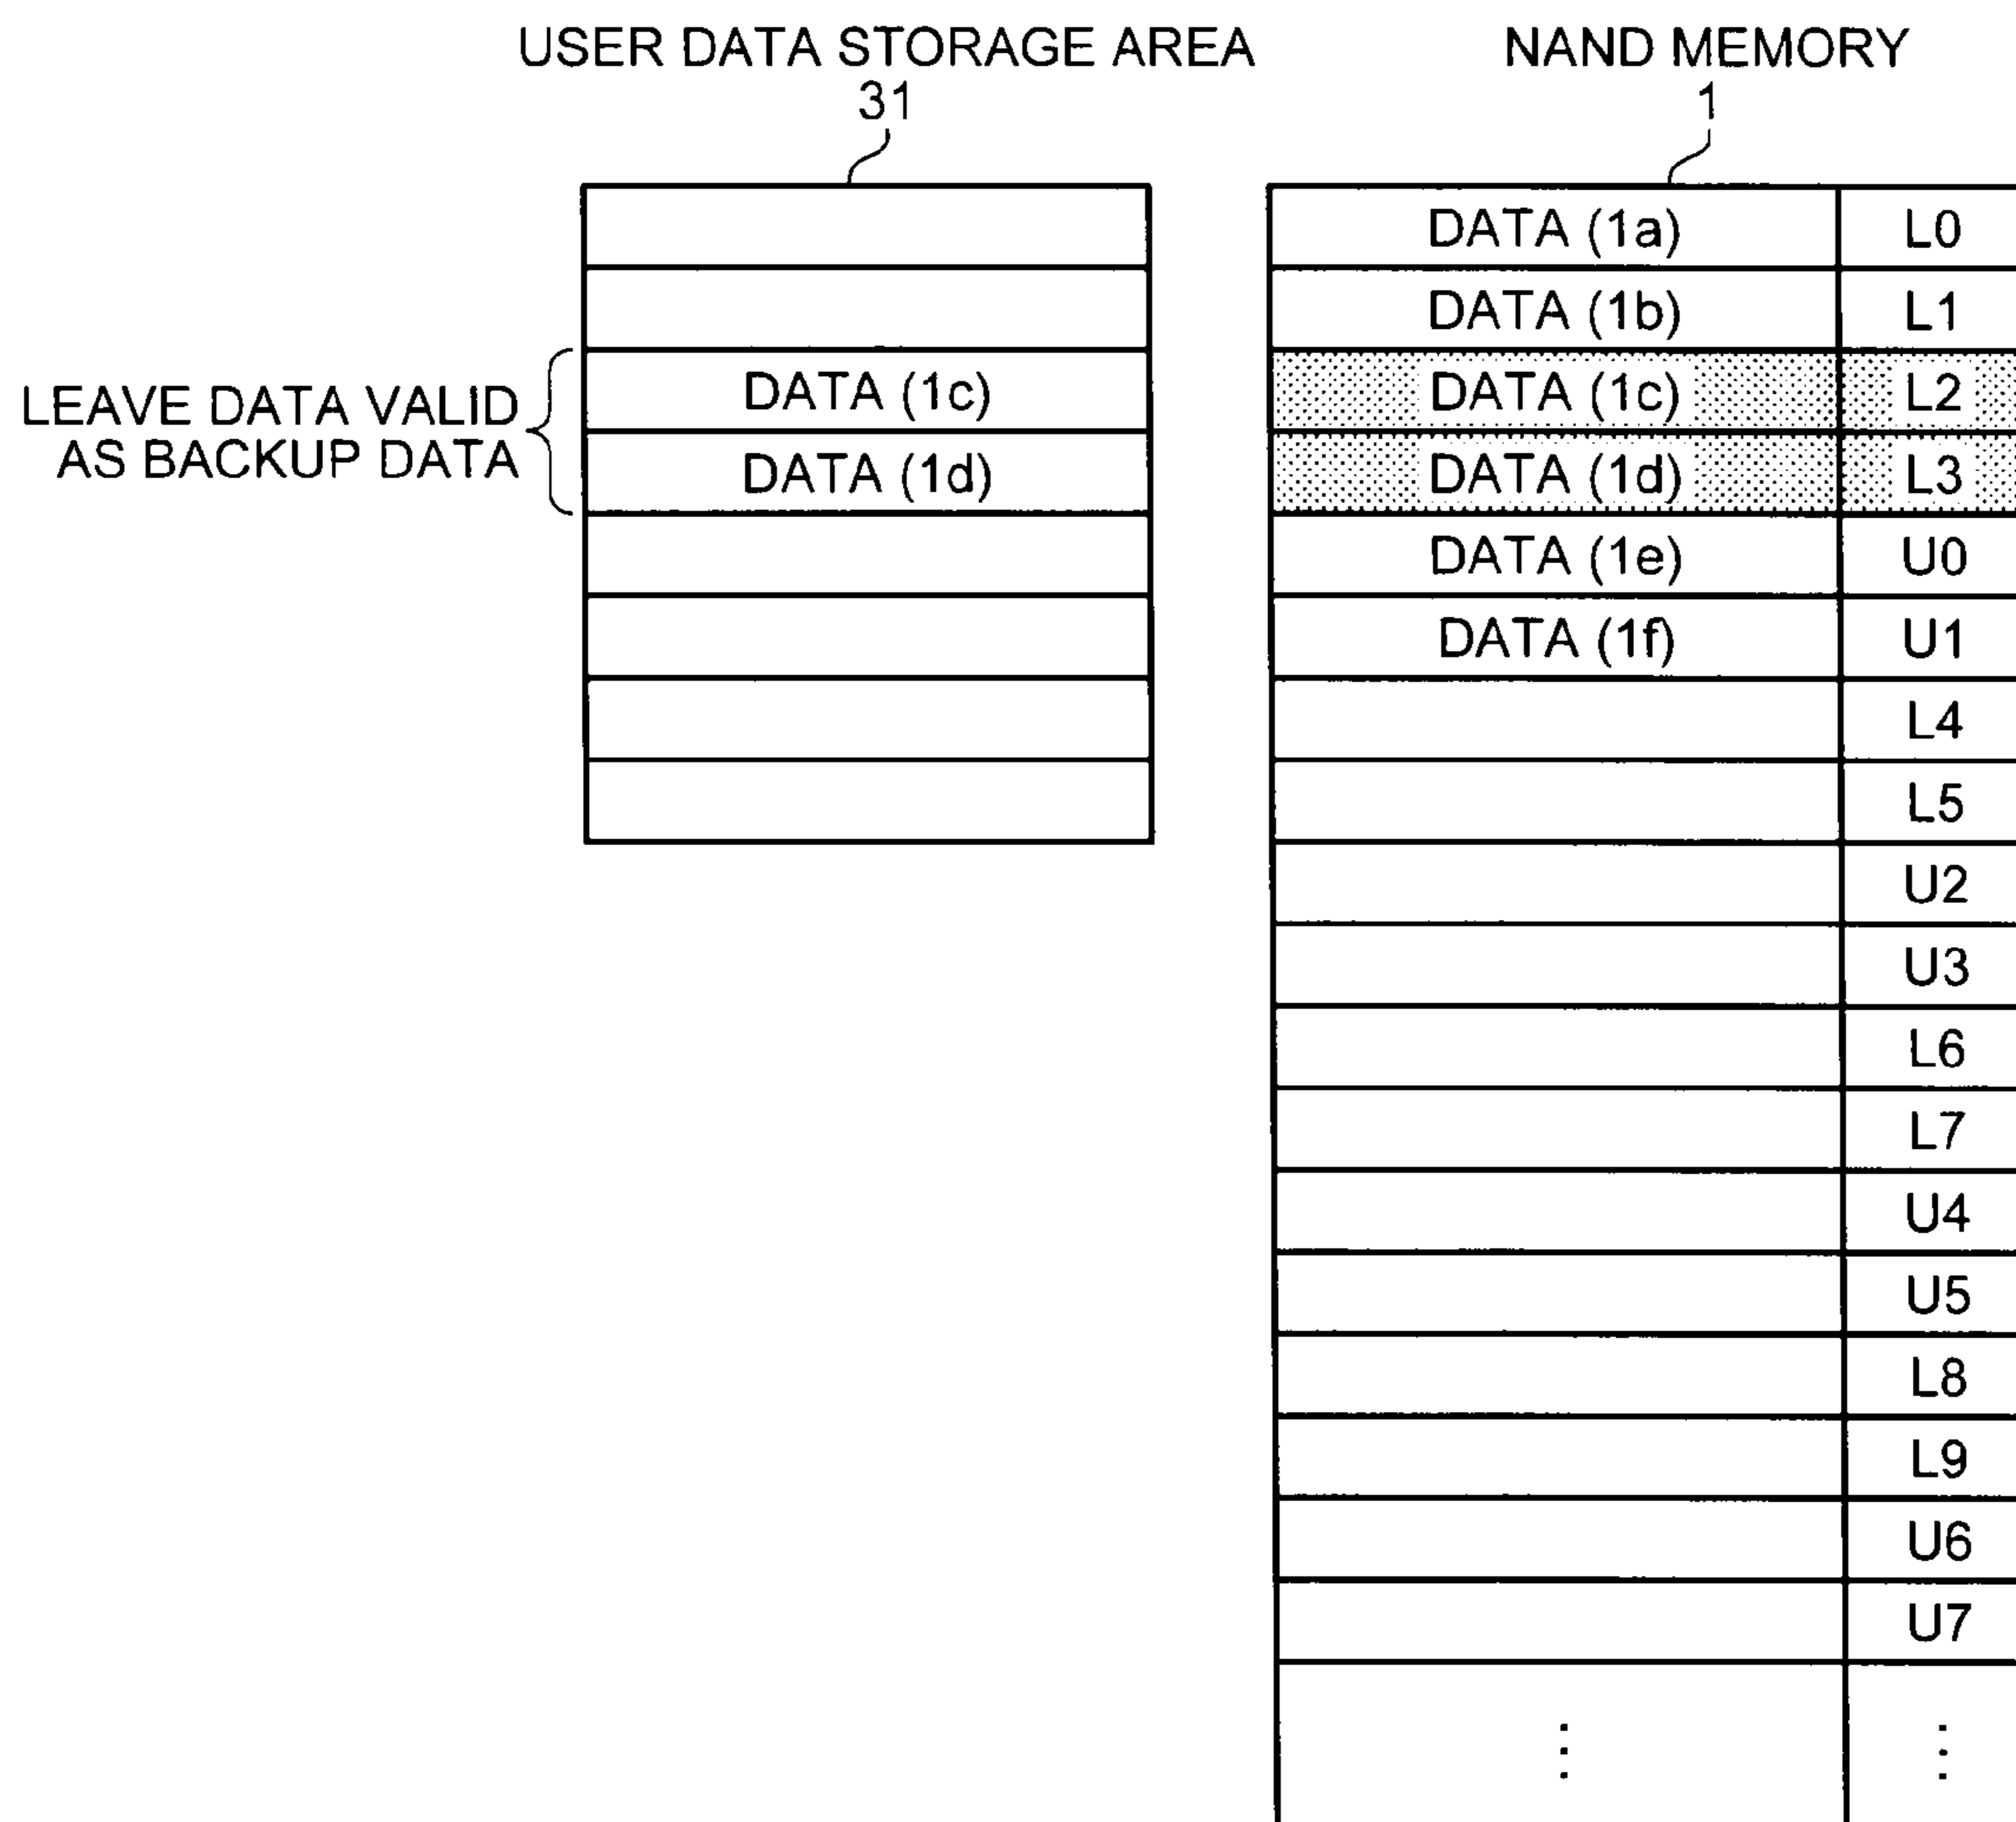 USER DATA STORAGE AREA
31
LEAVE DATA VALID
AS BACKUP DATA
DATA (1c)
DATA (1d)
NAND MEMORY
1
DATA (1a) L0
DATA (1b) L1
DATA (1c) L2
DATA (1d) L3
DATA (1e) U0
DATA (1f) U1
L4
L5
U2
U3
L6
L7
U4
U5
L8
L9
U6
U7
⋮ ⋮